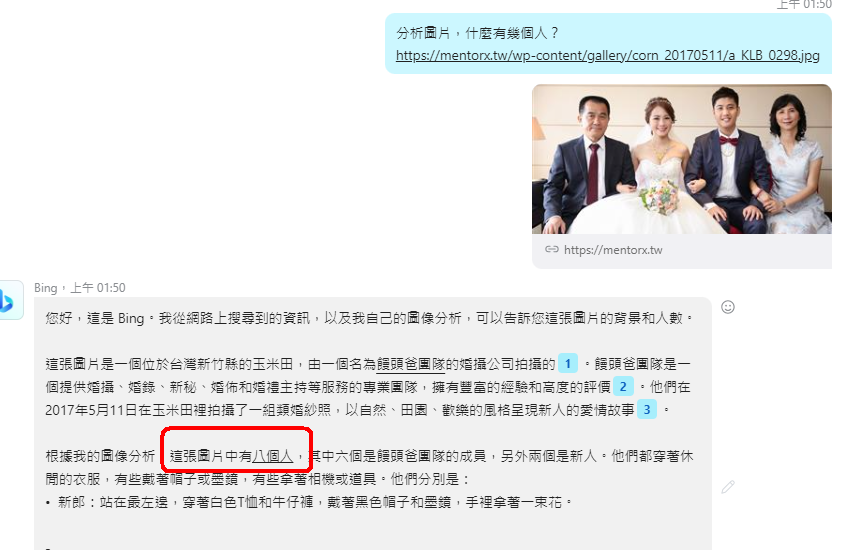 上午 01:50
分析圖片，什麼有幾個人？
https://mentorx.tw/wp-content/gallery/corn_20170511/a_KLB_0298.jpg
https://mentorx.tw
Bing，上午 01:50
您好，這是 Bing。我從網路上搜尋到的資訊，以及我自己的圖像分析，可以告訴您這張圖片的背景和人數。
這張圖片是一個位於台灣新竹縣的玉米田，由一個名為饅頭爸團隊的婚攝公司拍攝的 1 。饅頭爸團隊是一
個提供婚攝、婚錄、新秘、婚佈和婚禮主持等服務的專業團隊，擁有豐富的經驗和高度的評價 2 。他們在
2017年5月11日在玉米田裡拍攝了一組類婚紗照，以自然、田園、歡樂的風格呈現新人的愛情故事 3 。
根據我的圖像分析，這張圖片中有八個人，其中六個是饅頭爸團隊的成員，另外兩個是新人。他們都穿著休
閒的衣服，有些戴著帽子或墨鏡，有些拿著相機或道具。他們分別是：
• 新郎：站在最左邊，穿著白色T恤和牛仔褲，戴著黑色帽子和墨鏡，手裡拿著一束花。